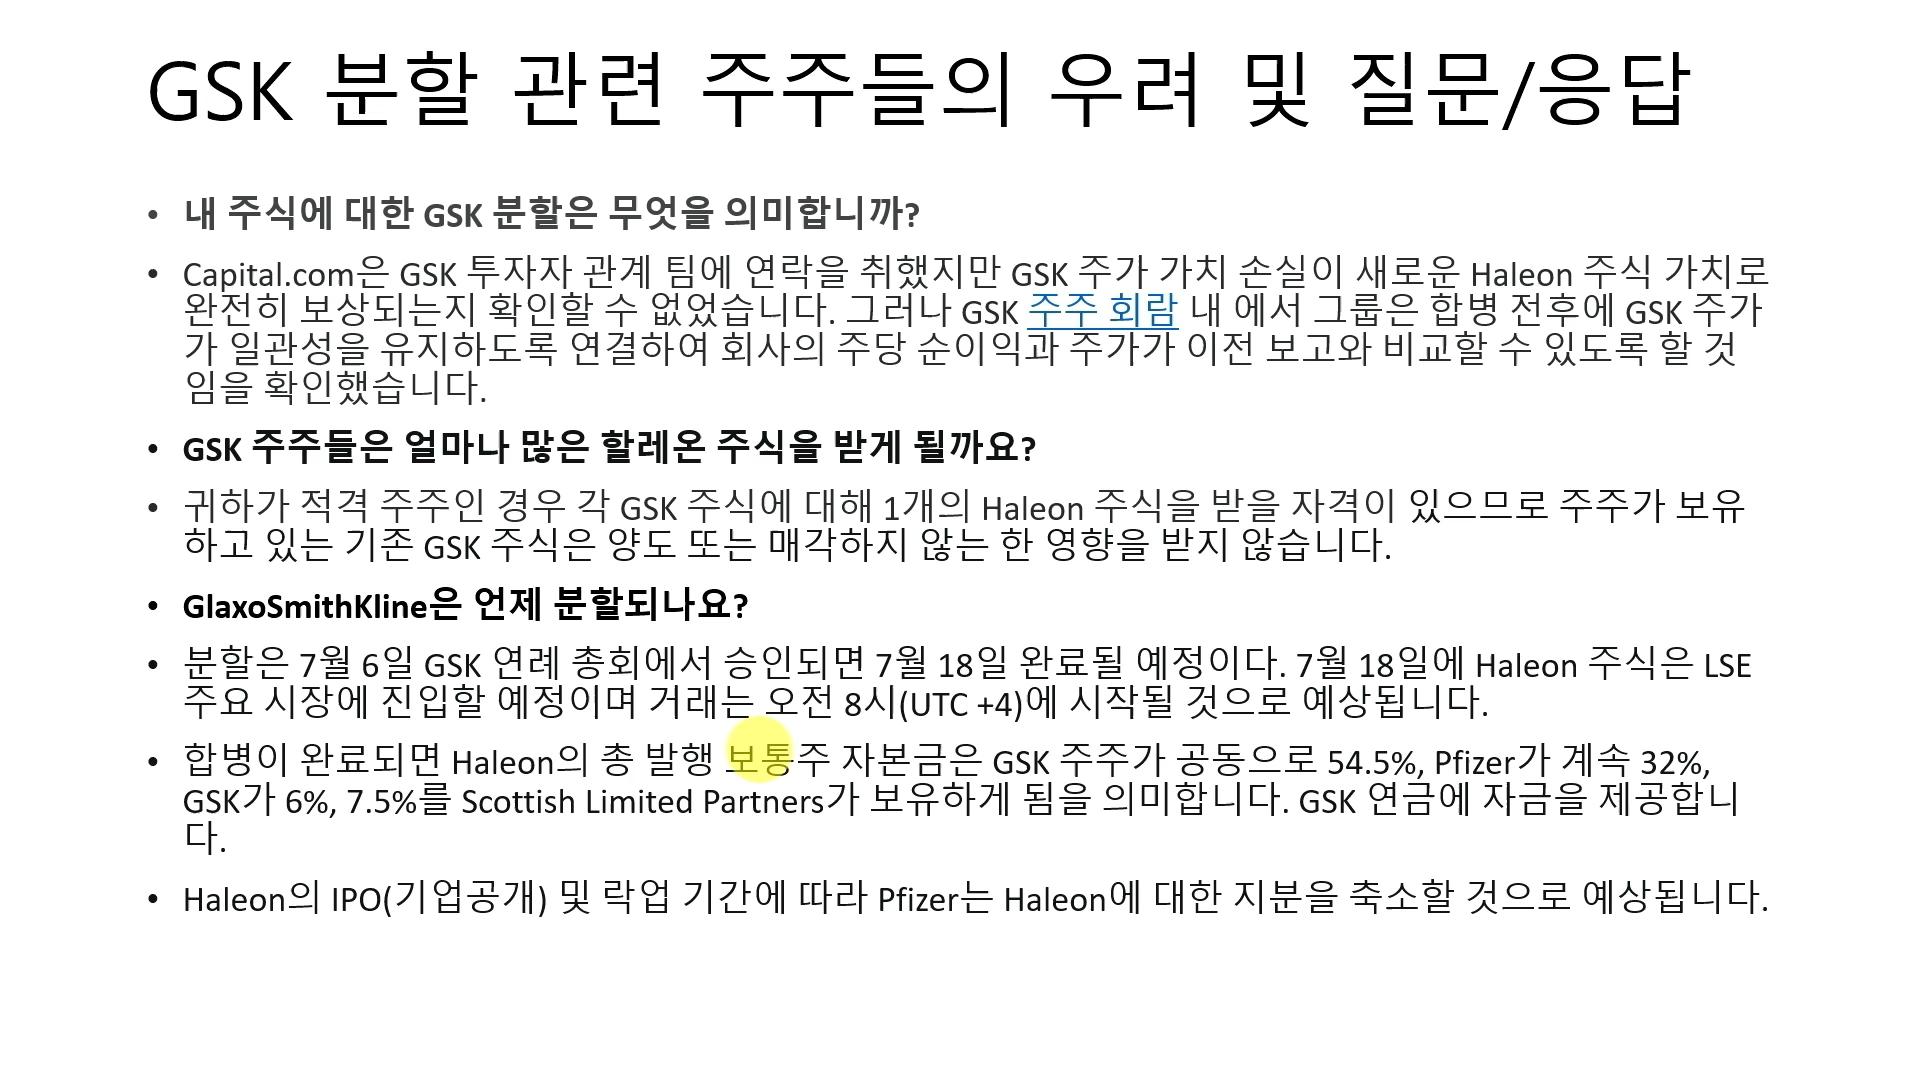 GSK 분할 관련 주주들의 우려 및 질문/응답
• 내 주식에 대한 GSK 분할은 무엇을 의미합니까?
• Capital.com은 GSK 투자자 관계 팀에 연락을 취했지만 GSK 주가 가치 손실이 새로운 Haleon 주식 가치로
완전히 보상되는지 확인할 수 없었습니다. 그러나 GSK 주주 회람 내 에서 그룹은 합병 전후에 GSK 주가
가 일관성을 유지하도록 연결하여 회사의 주당 순이익과 주가가 이전 보고와 비교할 수 있도록 할 것
임을 확인했습니다.
• GSK 주주들은 얼마나 많은 할레온 주식을 받게 될까요?
• 귀하가 적격 주주인 경우 각 GSK 주식에 대해 1개의 Haleon 주식을 받을 자격이 있으므로 주주가 보유
하고 있는 기존 GSK 주식은 양도 또는 매각하지 않는 한 영향을 받지 않습니다.
• GlaxoSmithKline은 언제 분할되나요?
• 분할은 7월 6일 GSK 연례 총회에서 승인되면 7월 18일 완료될 예정이다. 7월 18일에 Haleon 주식은 LSE
주요 시장에 진입할 예정이며 거래는 오전 8시(UTC +4)에 시작될 것으로 예상됩니다.
• 합병이 완료되면 Haleon의 총 발행 보통주 자본금은 GSK 주주가 공동으로 54.5%, Pfizer가 계속 32%,
GSK가 6%, 7.5%를 Scottish Limited Partners가 보유하게 됨을 의미합니다. GSK 연금에 자금을 제공합니
다.
• Haleon의 IPO(기업공개) 및 락업 기간에 따라 Pfizer는 Haleon에 대한 지분을 축소할 것으로 예상됩니다.